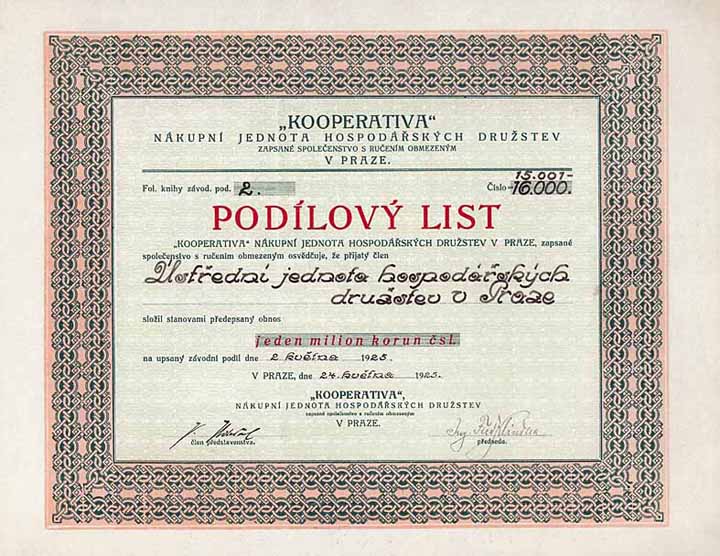 „KOOPERATIVA“
NÁKUPNÍ JEDNOTA HOSPODÁŘSKÝCH DRUŽSTEV
ZAPSANÉ SPOLEČENSTVO S RUČENÍM OBMEZENÝM
V PRAZE.
15.001-
Fol. knihy závod. pod. 2. Číslo 16.000.
PODÍLOVÝ LIST
„KOOPERATIVA“ NÁKUPNÍ JEDNOTA HOSPODÁŘSKÝCH DRUŽSTEV V PRAZE, zapsané
společenstvo s ručením obmezeným osvědčuje, že přijatý člen
Ústřední jednota hospodářských
družstev v Praze
složil stanovami předepsaný obnos
jeden milion korun čsl.
na upsaný závodní podíl dne 2 května 1925.
V PRAZE, dne 24. května 1925.
„KOOPERATIVA“,
NÁKUPNÍ JEDNOTA HOSPODÁŘSKÝCH DRUŽSTEV
zapsané společenstvo s ručením obmezeným
V PRAZE.
Ing.
člen představenstva. předseda.